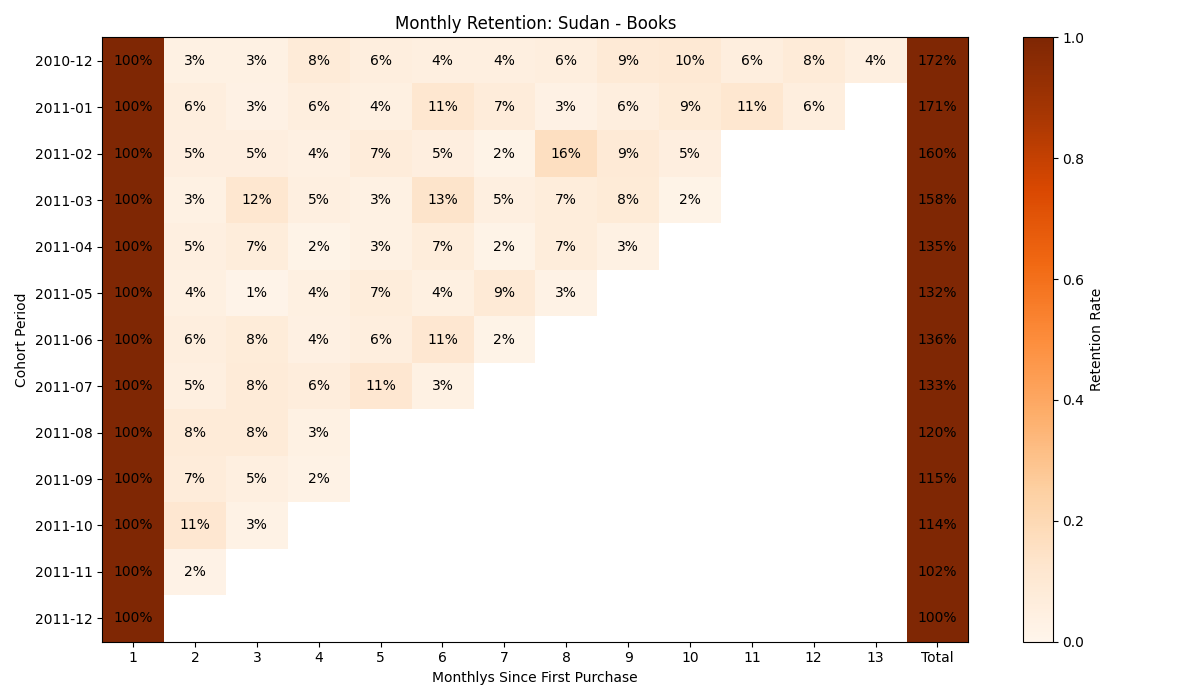 Monthly Retention: Sudan - Books
2010-12 100% 3% 3% 8% 6% 4% 4% 6% 9% 10% 6% 8% 4% 172%
2011-01 100% 6% 3% 6% 4% 11% 7% 3% 6% 9% 11% 6% 171%
2011-02 100% 5% 5% 4% 7% 5% 2% 16% 9% 5% 160%
2011-03 100% 3% 12% 5% 3% 13% 5% 7% 8% 2% 158%
2011-04 100% 5% 7% 2% 3% 7% 2% 7% 3% 135%
2011-05 100% 4% 1% 4% 7% 4% 9% 3% 132%
2011-06 100% 6% 8% 4% 6% 11% 2% 136%
2011-07 100% 5% 8% 6% 11% 3% 133%
2011-08 100% 8% 8% 3% 120%
2011-09 100% 7% 5% 2% 115%
2011-10 100% 11% 3% 114%
2011-11 100% 2% 102%
2011-12 100% 100%
1 2 3 4 5 6 7 8 9 10 11 12 13 Total
Monthlys Since First Purchase
Cohort Period
1.0
0.8
0.6
0.4
0.2
0.0
Retention Rate